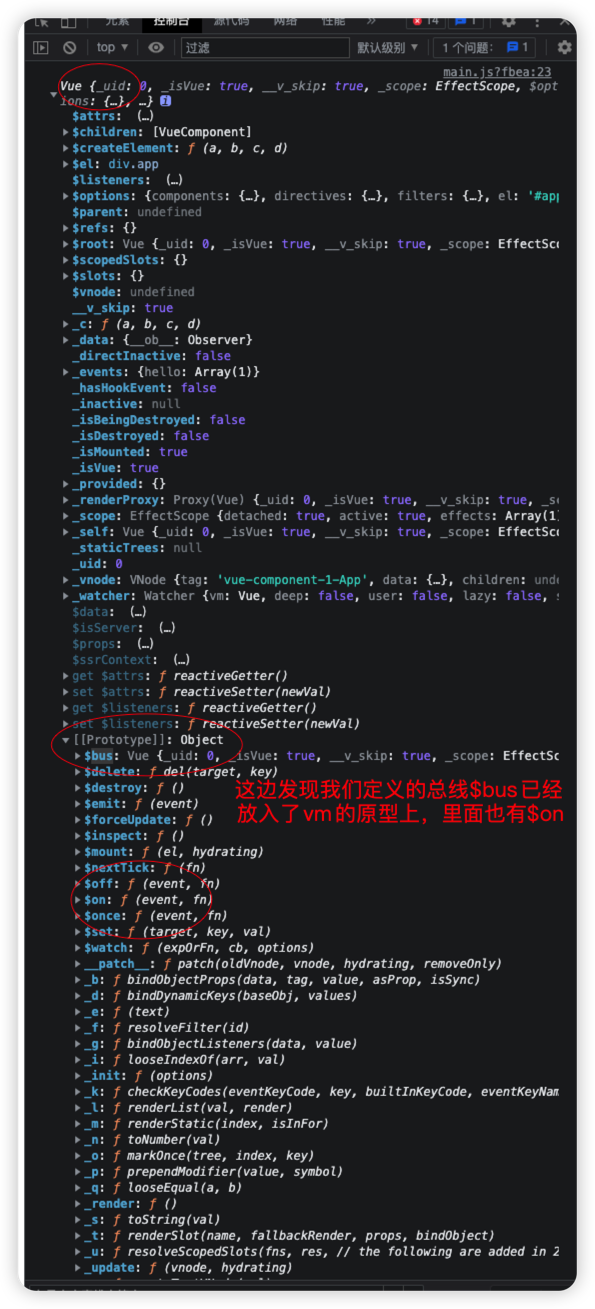 元素
控制台
源代码
网络
性能
»
14
1
top ▼
过滤
默认级别 ▼
1 个问题:
1
main.js?fbea:23
Vue {_uid: 0, _isVue: true, __v_skip: true, _scope: EffectScope, $opt
ions: {…}, …}
$attrs: (…)
$children: [VueComponent]
$createElement: ƒ (a, b, c, d)
$el: div.app
$listeners: (…)
$options: {components: {…}, directives: {…}, filters: {…}, el: '#app
$parent: undefined
$refs: {}
$root: Vue {_uid: 0, _isVue: true, __v_skip: true, _scope: EffectSco
$scopedSlots: {}
$slots: {}
$vnode: undefined
__v_skip: true
_c: ƒ (a, b, c, d)
_data: {__ob__: Observer}
_directInactive: false
_events: {hello: Array(1)}
_hasHookEvent: false
_inactive: null
_isBeingDestroyed: false
_isDestroyed: false
_isMounted: true
_isVue: true
_provided: {}
_renderProxy: Proxy(Vue) {_uid: 0, _isVue: true, __v_skip: true, _sc
_scope: EffectScope {detached: true, active: true, effects: Array(1)
_self: Vue {_uid: 0, _isVue: true, __v_skip: true, _scope: EffectSco
_staticTrees: null
_uid: 0
_vnode: VNode {tag: 'vue-component-1-App', data: {…}, children: unde
_watcher: Watcher {vm: Vue, deep: false, user: false, lazy: false, s
$data: (…)
$isServer: (…)
$props: (…)
$ssrContext: (…)
get $attrs: ƒ reactiveGetter()
set $attrs: ƒ reactiveSetter(newVal)
get $listeners: ƒ reactiveGetter()
set $listeners: ƒ reactiveSetter(newVal)
[[Prototype]]: Object
$bus: Vue {_uid: 0, _isVue: true, __v_skip: true, _scope: EffectSc
$delete: ƒ del(target, key)
$destroy: ƒ ()
这边发现我们定义的总线$bus已经
$emit: ƒ (event)
放入了vm的原型上，里面也有$on
$forceUpdate: ƒ ()
$inspect: ƒ ()
$mount: ƒ (el, hydrating)
$nextTick: ƒ (fn)
$off: ƒ (event, fn)
$on: ƒ (event, fn)
$once: ƒ (event, fn)
$set: ƒ (target, key, val)
$watch: ƒ (expOrFn, cb, options)
__patch__: ƒ patch(oldVnode, vnode, hydrating, removeOnly)
_b: ƒ bindObjectProps(data, tag, value, asProp, isSync)
_d: ƒ bindDynamicKeys(baseObj, values)
_e: ƒ (text)
_f: ƒ resolveFilter(id)
_g: ƒ bindObjectListeners(data, value)
_i: ƒ looseIndexOf(arr, val)
_init: ƒ (options)
_k: ƒ checkKeyCodes(eventKeyCode, key, builtInKeyCode, eventKeyNam
_l: ƒ renderList(val, render)
_m: ƒ renderStatic(index, isInFor)
_n: ƒ toNumber(val)
_o: ƒ markOnce(tree, index, key)
_p: ƒ prependModifier(value, symbol)
_q: ƒ looseEqual(a, b)
_render: ƒ ()
_s: ƒ toString(val)
_t: ƒ renderSlot(name, fallbackRender, props, bindObject)
_u: ƒ resolveScopedSlots(fns, res, // the following are added in 2
_update: ƒ (vnode, hydrating)